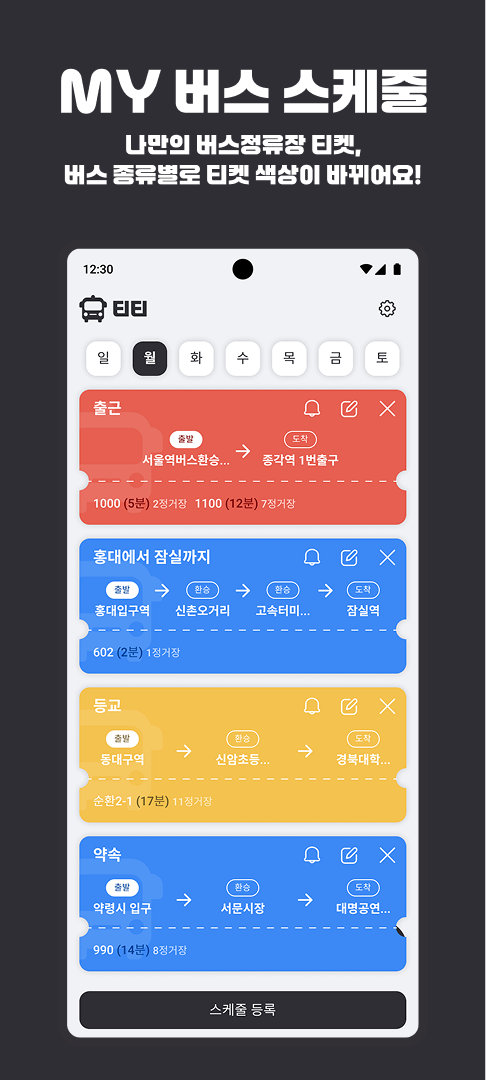 MY 버스 스케줄
나만의 버스정류장 티켓,
버스 종류별로 티켓 색상이 바뀌어요!
12:30
티티
일 월 화 수 목 금 토
출근
출발 도착
서울역버스환승... 종각역 1번출구
1000 (5분) 2정거장 1100 (12분) 7정거장
홍대에서 잠실까지
출발 환승 환승 도착
홍대입구역 신촌오거리 고속터미... 잠실역
602 (2분) 1정거장
등교
출발 환승 도착
동대구역 신암초등... 경북대학...
순환2-1 (17분) 11정거장
약속
출발 환승 도착
약령시 입구 서문시장 대명공연...
990 (14분) 8정거장
스케줄 등록